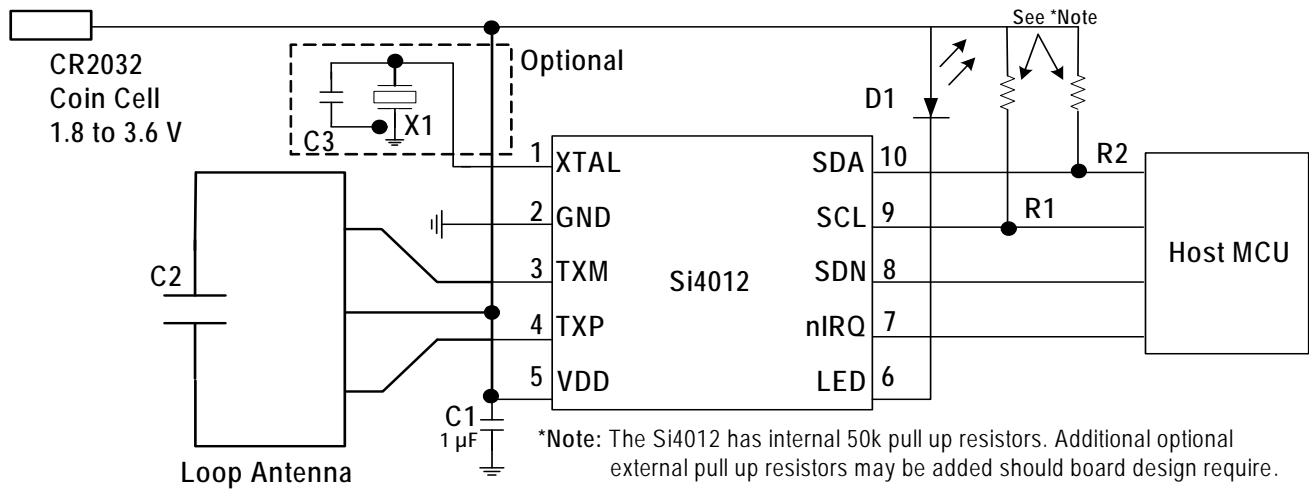 See *Note
CR2032
Coin Cell
1.8 to 3.6 V
Optional
C3
X1
D1
1 XTAL
2 GND
3 TXM
4 TXP
5 VDD
Si4012
SDA 10
SCL 9
SDN 8
nIRQ 7
LED 6
R2
R1
Host MCU
C2
Loop Antenna
C1
1 µF
*Note: The Si4012 has internal 50k pull up resistors. Additional optional
external pull up resistors may be added should board design require.